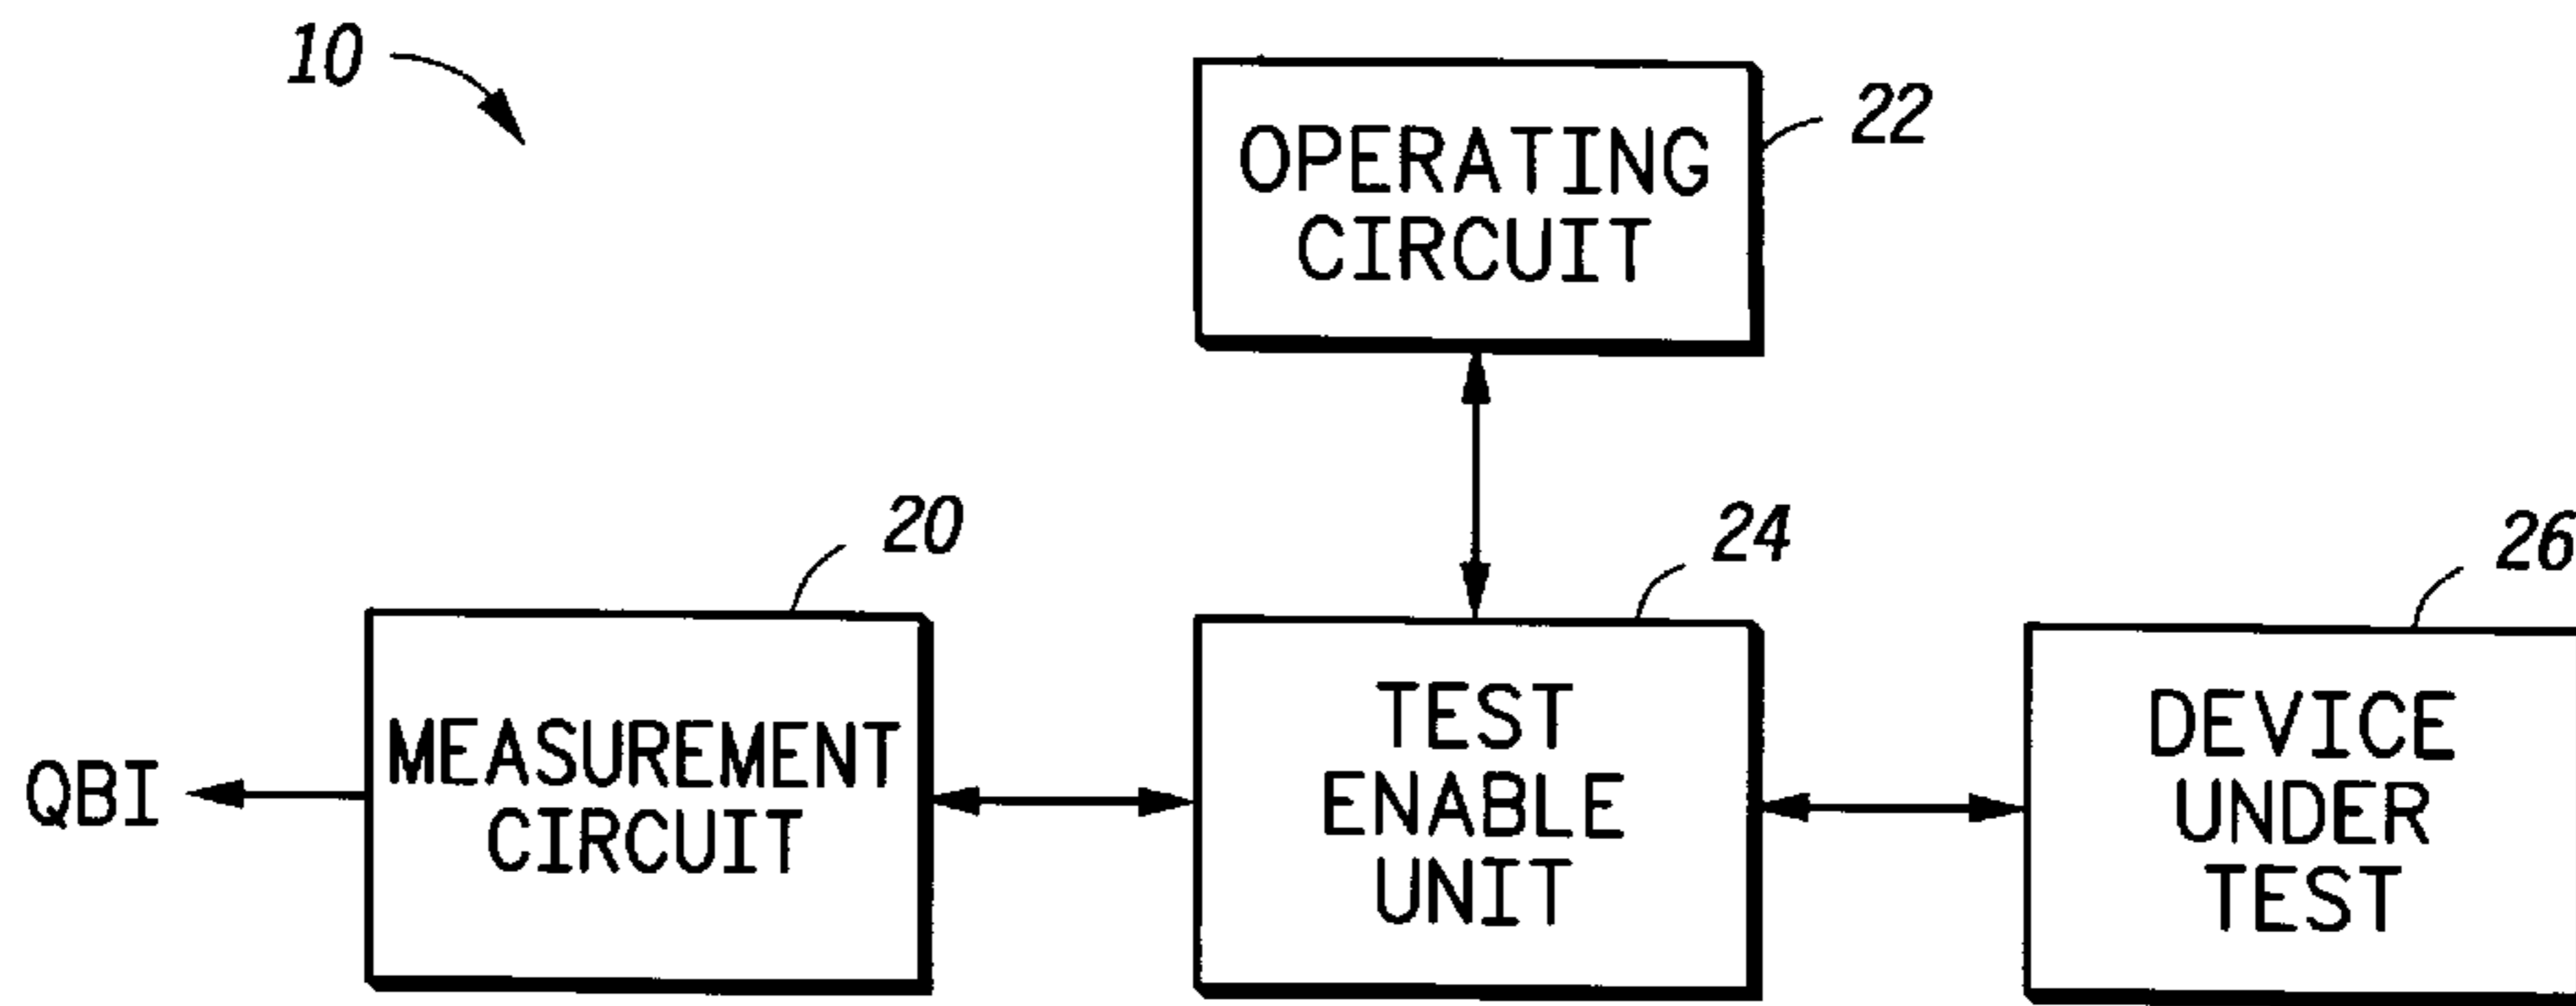 10
OPERATING
CIRCUIT
22
20
24
26
QBI
MEASUREMENT
CIRCUIT
TEST
ENABLE
UNIT
DEVICE
UNDER
TEST